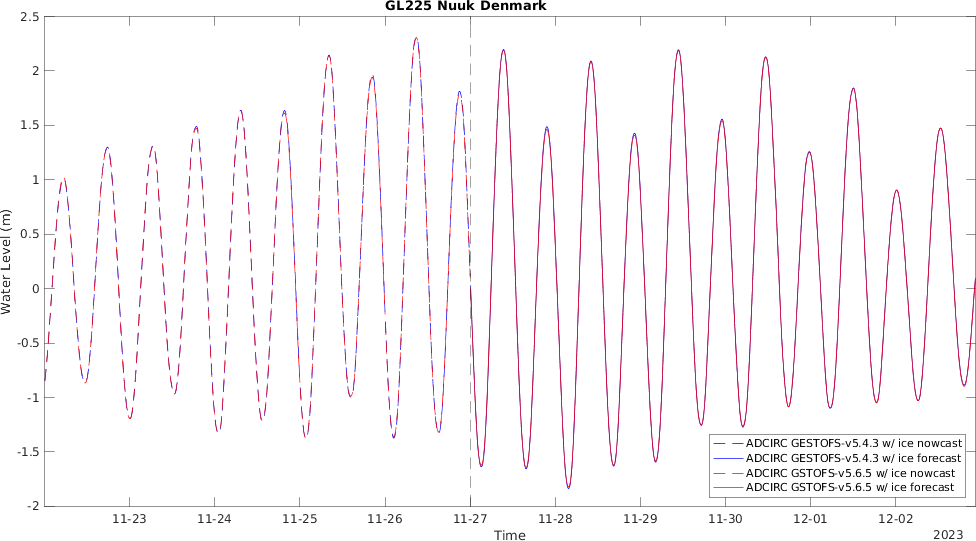 GL225 Nuuk Denmark
2.5
2
1.5
1
0.5
0
-0.5
-1
-1.5
-2
Water Level (m)
11-23 11-24 11-25 11-26 11-27 11-28 11-29 11-30 12-01 12-02
Time
2023
ADCIRC GESTOFS-v5.4.3 w/ ice nowcast
ADCIRC GESTOFS-v5.4.3 w/ ice forecast
ADCIRC GSTOFS-v5.6.5 w/ ice nowcast
ADCIRC GSTOFS-v5.6.5 w/ ice forecast